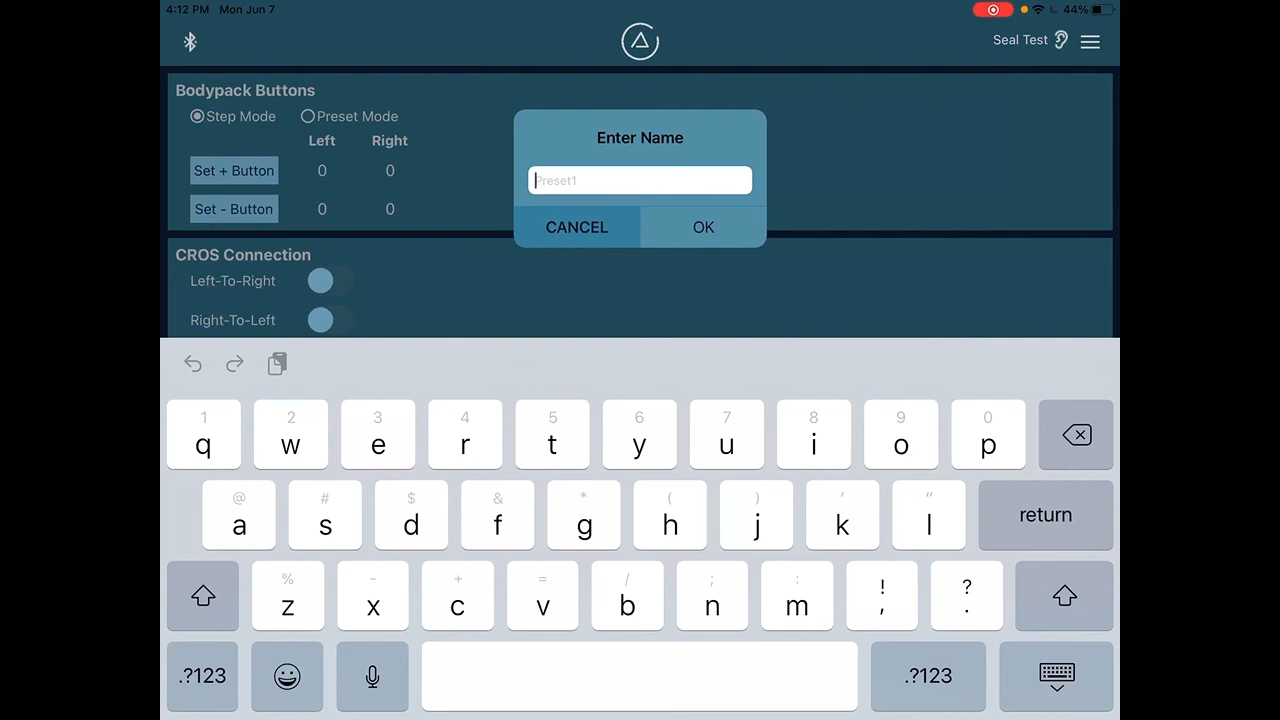 4:12 PM Mon Jun 7 44%
Seal Test
Bodypack Buttons
Step Mode Preset Mode
Left Right
Set + Button 0 0
Set - Button 0 0
Enter Name
Preset1
CANCEL OK
CROS Connection
Left-To-Right
Right-To-Left
1 2 3 4 5 6 7 8 9 0
q w e r t y u i o p
@ # $ & * ( ) ' "
a s d f g h j k l return
% - + = / ; : ! ?
z x c v b n m , .
.?123 .?123